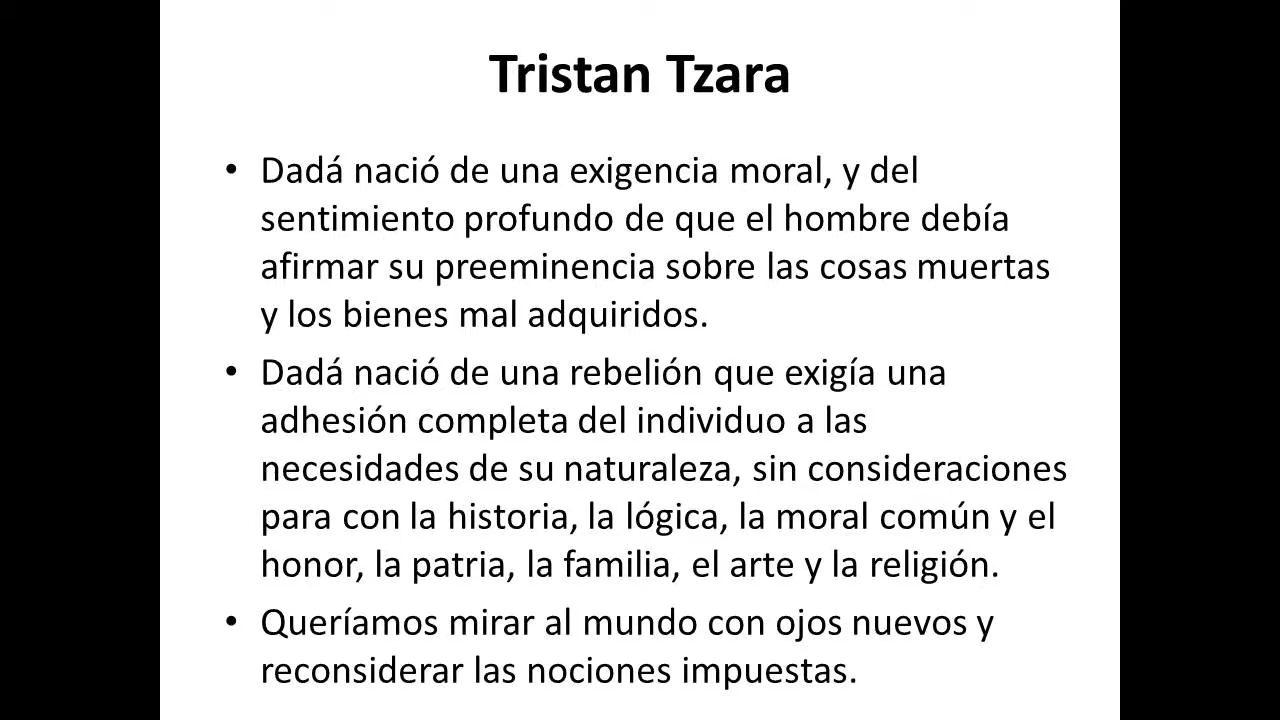 Tristan Tzara
• Dadá nació de una exigencia moral, y del
sentimiento profundo de que el hombre debía
afirmar su preeminencia sobre las cosas muertas
y los bienes mal adquiridos.
• Dadá nació de una rebelión que exigía una
adhesión completa del individuo a las
necesidades de su naturaleza, sin consideraciones
para con la historia, la lógica, la moral común y el
honor, la patria, la familia, el arte y la religión.
• Queríamos mirar al mundo con ojos nuevos y
reconsiderar las nociones impuestas.